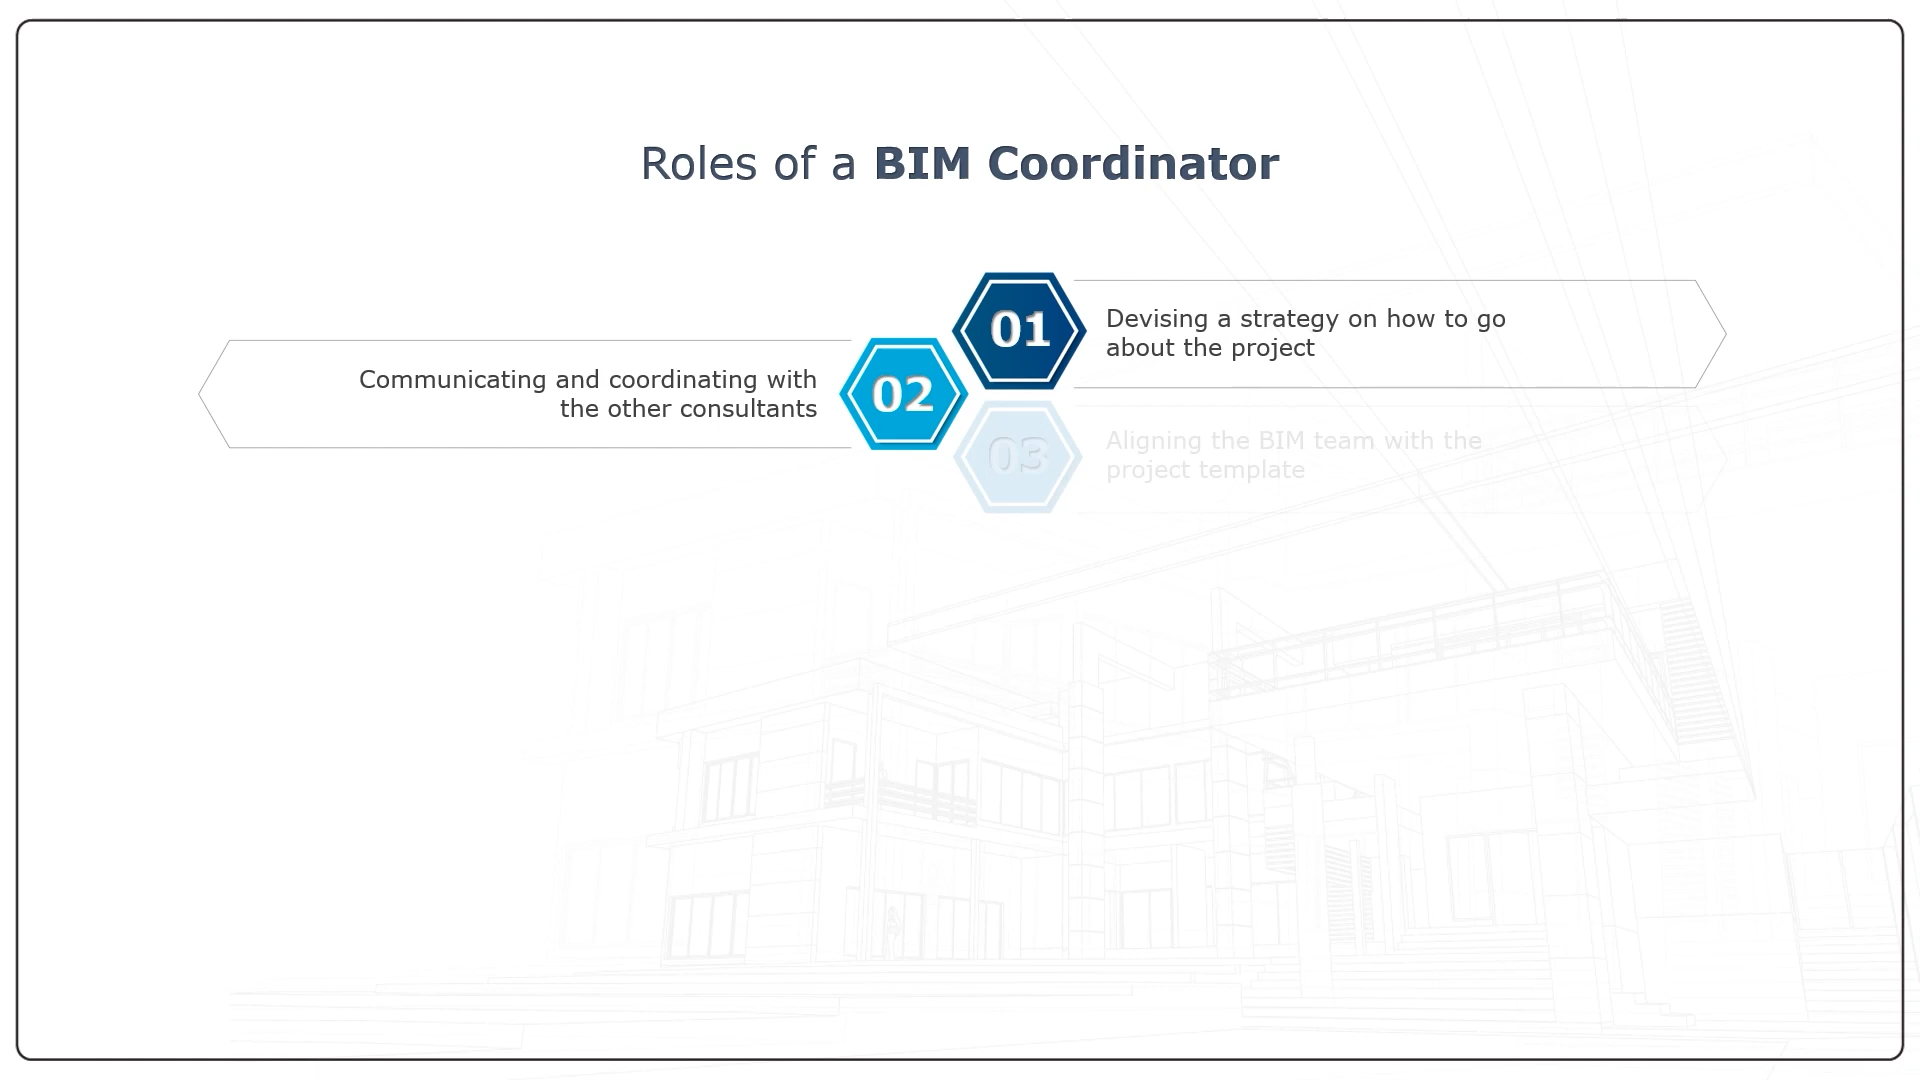 Roles of a BIM Coordinator
01
Devising a strategy on how to go
about the project
02
Communicating and coordinating with
the other consultants
03
Aligning the BIM team with the
project template